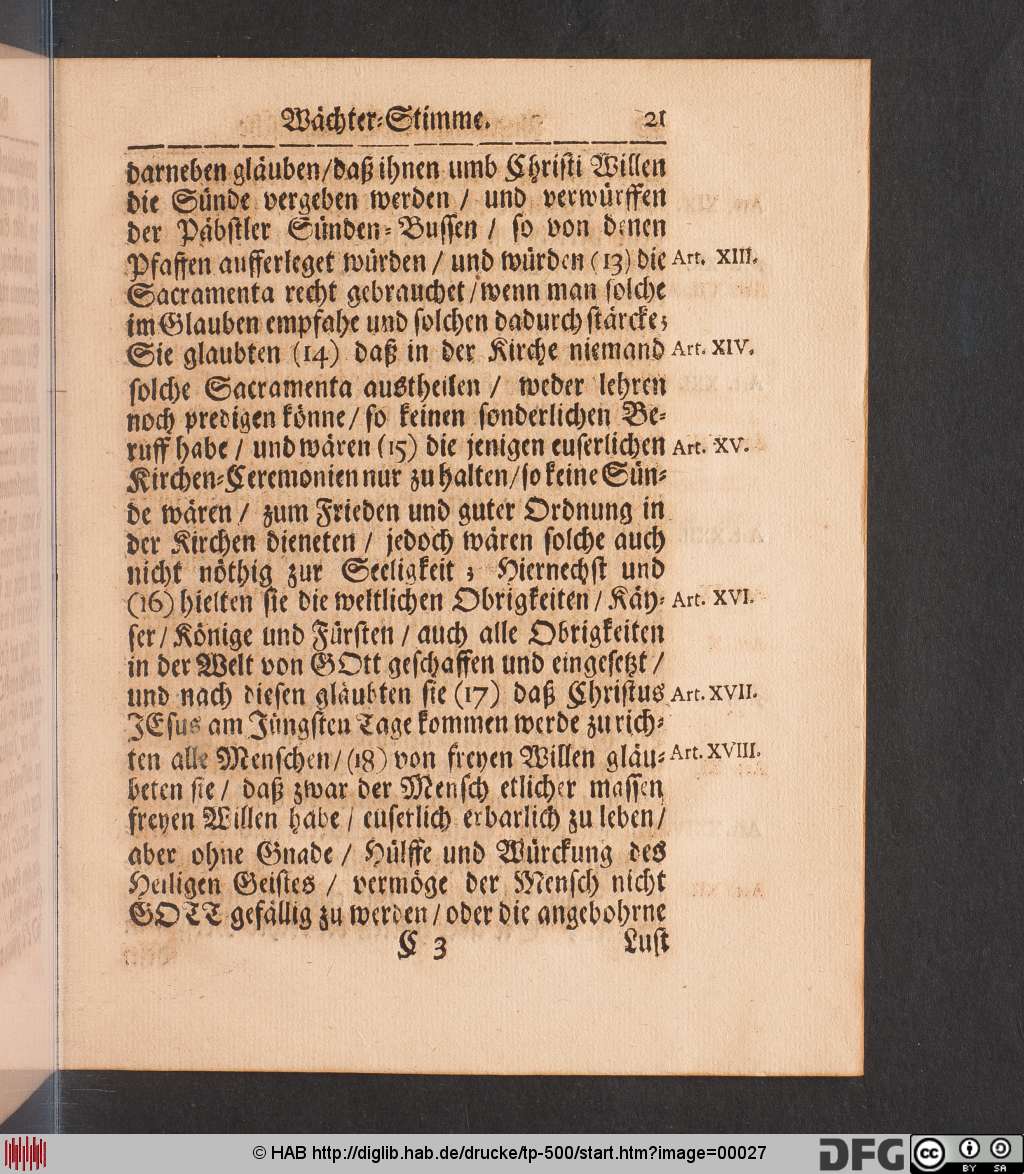 Wächter-Stimme. 21
darneben gläuben/daß ihnen umb Christi Willen
die Sünde vergeben werden / und verwürffen
der Päbstler Sünden-Bussen / so von denen
Pfaffen aufferleget würden / und würden (13) die Art. XIII.
Sacramenta recht gebrauchet/wenn man solche
im Glauben empfahe und solchen dadurch stärcke;
Sie glaubten (14) daß in der Kirche niemand Art. XIV.
solche Sacramenta austheilen / weder lehren
noch predigen könne/so keinen sonderlichen Be-
ruff habe / und wären (15) die jenigen euserlichen Art. XV.
Kirchen-Ceremonien nur zu halten/so keine Sün-
de wären / zum Frieden und guter Ordnung in
der Kirchen dieneten / jedoch wären solche auch
nicht nöthig zur Seeligkeit ; Hiernechst und
(16) hielten sie die weltlichen Obrigkeiten / Käy- Art. XVI.
ser/Könige und Fürsten / auch alle Obrigkeiten
in der Welt von GOtt geschaffen und eingesetzt /
und nach diesen gläubten sie (17) daß Christus Art. XVII.
JEsus am Jüngsten Tage kommen werde zu rich-
ten alle Menschen/(18) von freyen Willen gläu- Art. XVIII.
beten sie / daß zwar der Mensch etlicher massen
freyen Willen habe / euserlich erbarlich zu leben/
aber ohne Gnade / Hülffe und Würckung des
Heiligen Geistes / vermöge der Mensch nicht
GOTT gefällig zu werden/oder die angebohrne
C 3 Lust
© HAB http://diglib.hab.de/drucke/tp-500/start.htm?image=00027 DFG cc BY SA